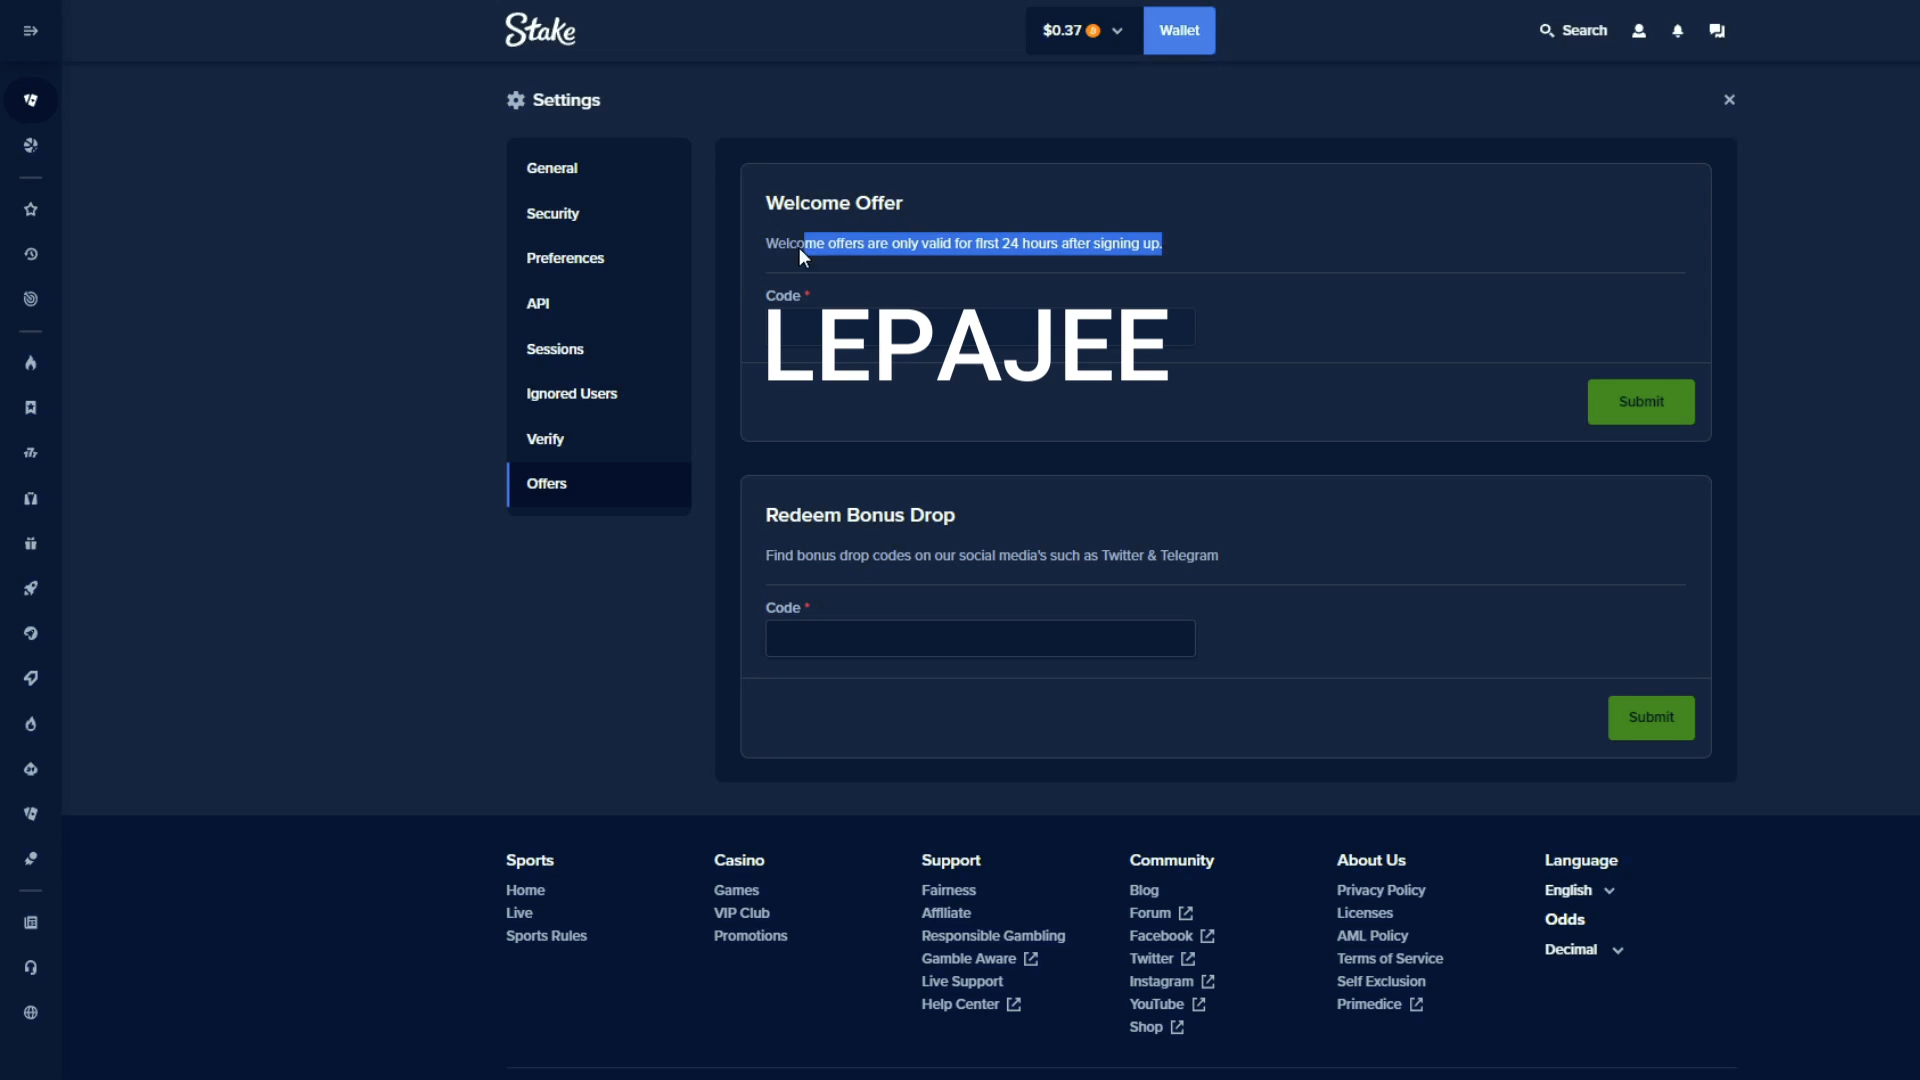 Stake
$0.37
Wallet
Search
Settings
General
Security
Preferences
API
Sessions
Ignored Users
Verify
Offers
Welcome Offer
Welcome offers are only valid for first 24 hours after signing up.
Code *
LEPAJEE
Submit
Redeem Bonus Drop
Find bonus drop codes on our social media's such as Twitter & Telegram
Code *
Submit
Sports
Home
Live
Sports Rules
Casino
Games
VIP Club
Promotions
Support
Fairness
Affiliate
Responsible Gambling
Gamble Aware
Live Support
Help Center
Community
Blog
Forum
Facebook
Twitter
Instagram
YouTube
Shop
About Us
Privacy Policy
Licenses
AML Policy
Terms of Service
Self Exclusion
Primedice
Language
English
Odds
Decimal